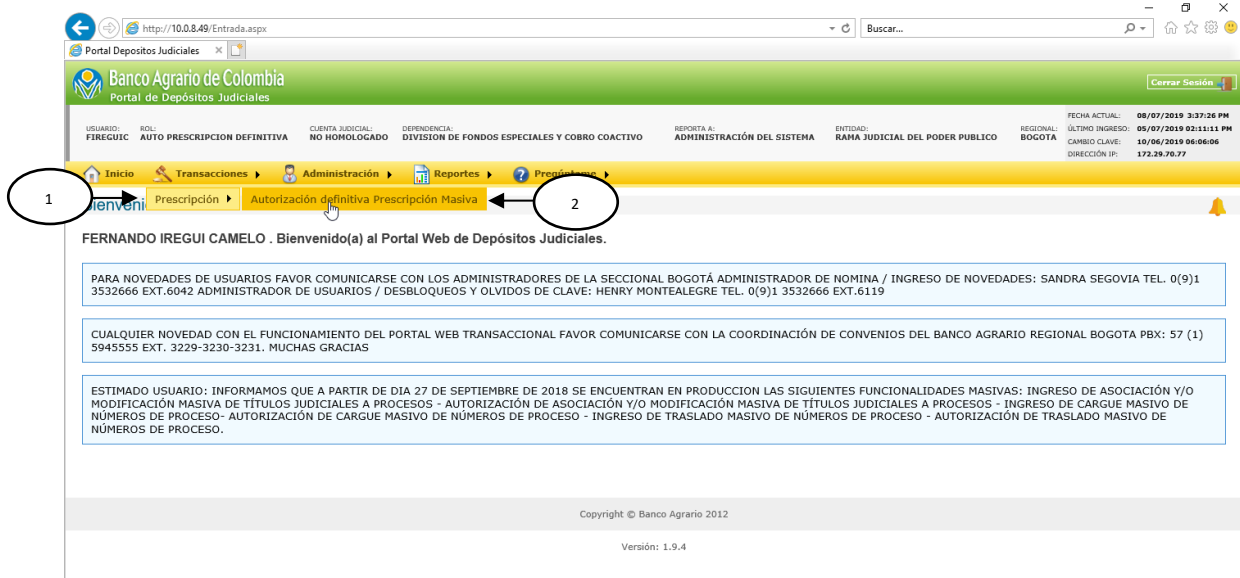 http://10.0.8.49/Entrada.aspx
Buscar...
Portal Depositos Judiciales
Banco Agrario de Colombia
Portal de Depósitos Judiciales
Cerrar Sesión
USUARIO:
FIREGUIC
ROL:
AUTO PRESCRIPCION DEFINITIVA
CUENTA JUDICIAL:
NO HOMOLOGADO
DEPENDENCIA:
DIVISION DE FONDOS ESPECIALES Y COBRO COACTIVO
REPORTA A:
ADMINISTRACIÓN DEL SISTEMA
ENTIDAD:
RAMA JUDICIAL DEL PODER PUBLICO
REGIONAL:
BOGOTA
FECHA ACTUAL: 08/07/2019 3:37:26 PM
ÚLTIMO INGRESO: 05/07/2019 02:11:11 PM
CAMBIO CLAVE: 10/06/2019 06:06:06
DIRECCIÓN IP: 172.29.70.77
Inicio Transacciones Administración Reportes Pregúnteme
1
Prescripción Autorización definitiva Prescripción Masiva
2
FERNANDO IREGUI CAMELO . Bienvenido(a) al Portal Web de Depósitos Judiciales.
PARA NOVEDADES DE USUARIOS FAVOR COMUNICARSE CON LOS ADMINISTRADORES DE LA SECCIONAL BOGOTÁ ADMINISTRADOR DE NOMINA / INGRESO DE NOVEDADES: SANDRA SEGOVIA TEL. 0(9)1
3532666 EXT.6042 ADMINISTRADOR DE USUARIOS / DESBLOQUEOS Y OLVIDOS DE CLAVE: HENRY MONTEALEGRE TEL. 0(9)1 3532666 EXT.6119
CUALQUIER NOVEDAD CON EL FUNCIONAMIENTO DEL PORTAL WEB TRANSACCIONAL FAVOR COMUNICARSE CON LA COORDINACIÓN DE CONVENIOS DEL BANCO AGRARIO REGIONAL BOGOTA PBX: 57 (1)
5945555 EXT. 3229-3230-3231. MUCHAS GRACIAS
ESTIMADO USUARIO: INFORMAMOS QUE A PARTIR DE DIA 27 DE SEPTIEMBRE DE 2018 SE ENCUENTRAN EN PRODUCCION LAS SIGUIENTES FUNCIONALIDADES MASIVAS: INGRESO DE ASOCIACIÓN Y/O
MODIFICACIÓN MASIVA DE TÍTULOS JUDICIALES A PROCESOS - AUTORIZACIÓN DE ASOCIACIÓN Y/O MODIFICACIÓN MASIVA DE TÍTULOS JUDICIALES A PROCESOS - INGRESO DE CARGUE MASIVO DE
NÚMEROS DE PROCESO- AUTORIZACIÓN DE CARGUE MASIVO DE NÚMEROS DE PROCESO - INGRESO DE TRASLADO MASIVO DE NÚMEROS DE PROCESO - AUTORIZACIÓN DE TRASLADO MASIVO DE
NÚMEROS DE PROCESO.
Copyright © Banco Agrario 2012
Versión: 1.9.4